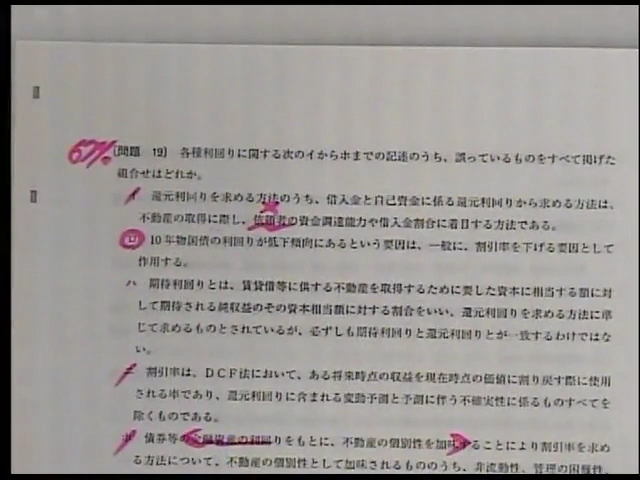 67%
〔問題 19〕 各種利回りに関する次のイからホまでの記述のうち、誤っているものをすべて掲げた
組合せはどれか。
イ 還元利回りを求める方法のうち、借入金と自己資金に係る還元利回りから求める方法は、
不動産の取得に際し、依頼者の資金調達能力や借入金割合に着目する方法である。
ロ 10年物国債の利回りが低下傾向にあるという要因は、一般に、割引率を下げる要因として
作用する。
ハ 期待利回りとは、賃貸借等に供する不動産を取得するために要した資本に相当する額に対
して期待される純収益のその資本相当額に対する割合をいい、還元利回りを求める方法に準
じて求めるものとされているが、必ずしも期待利回りと還元利回りとが一致するわけではな
い。
ニ 割引率は、DCF法において、ある将来時点の収益を現在時点の価値に割り戻す際に使用
される率であり、還元利回りに含まれる変動予測と予測に伴う不確実性に係るものすべてを
除くものである。
ホ 債券等の金融資産の利回りをもとに、不動産の個別性を加味することにより割引率を求め
る方法について、不動産の個別性として加味されるもののうち、非流動性、管理の困難性、